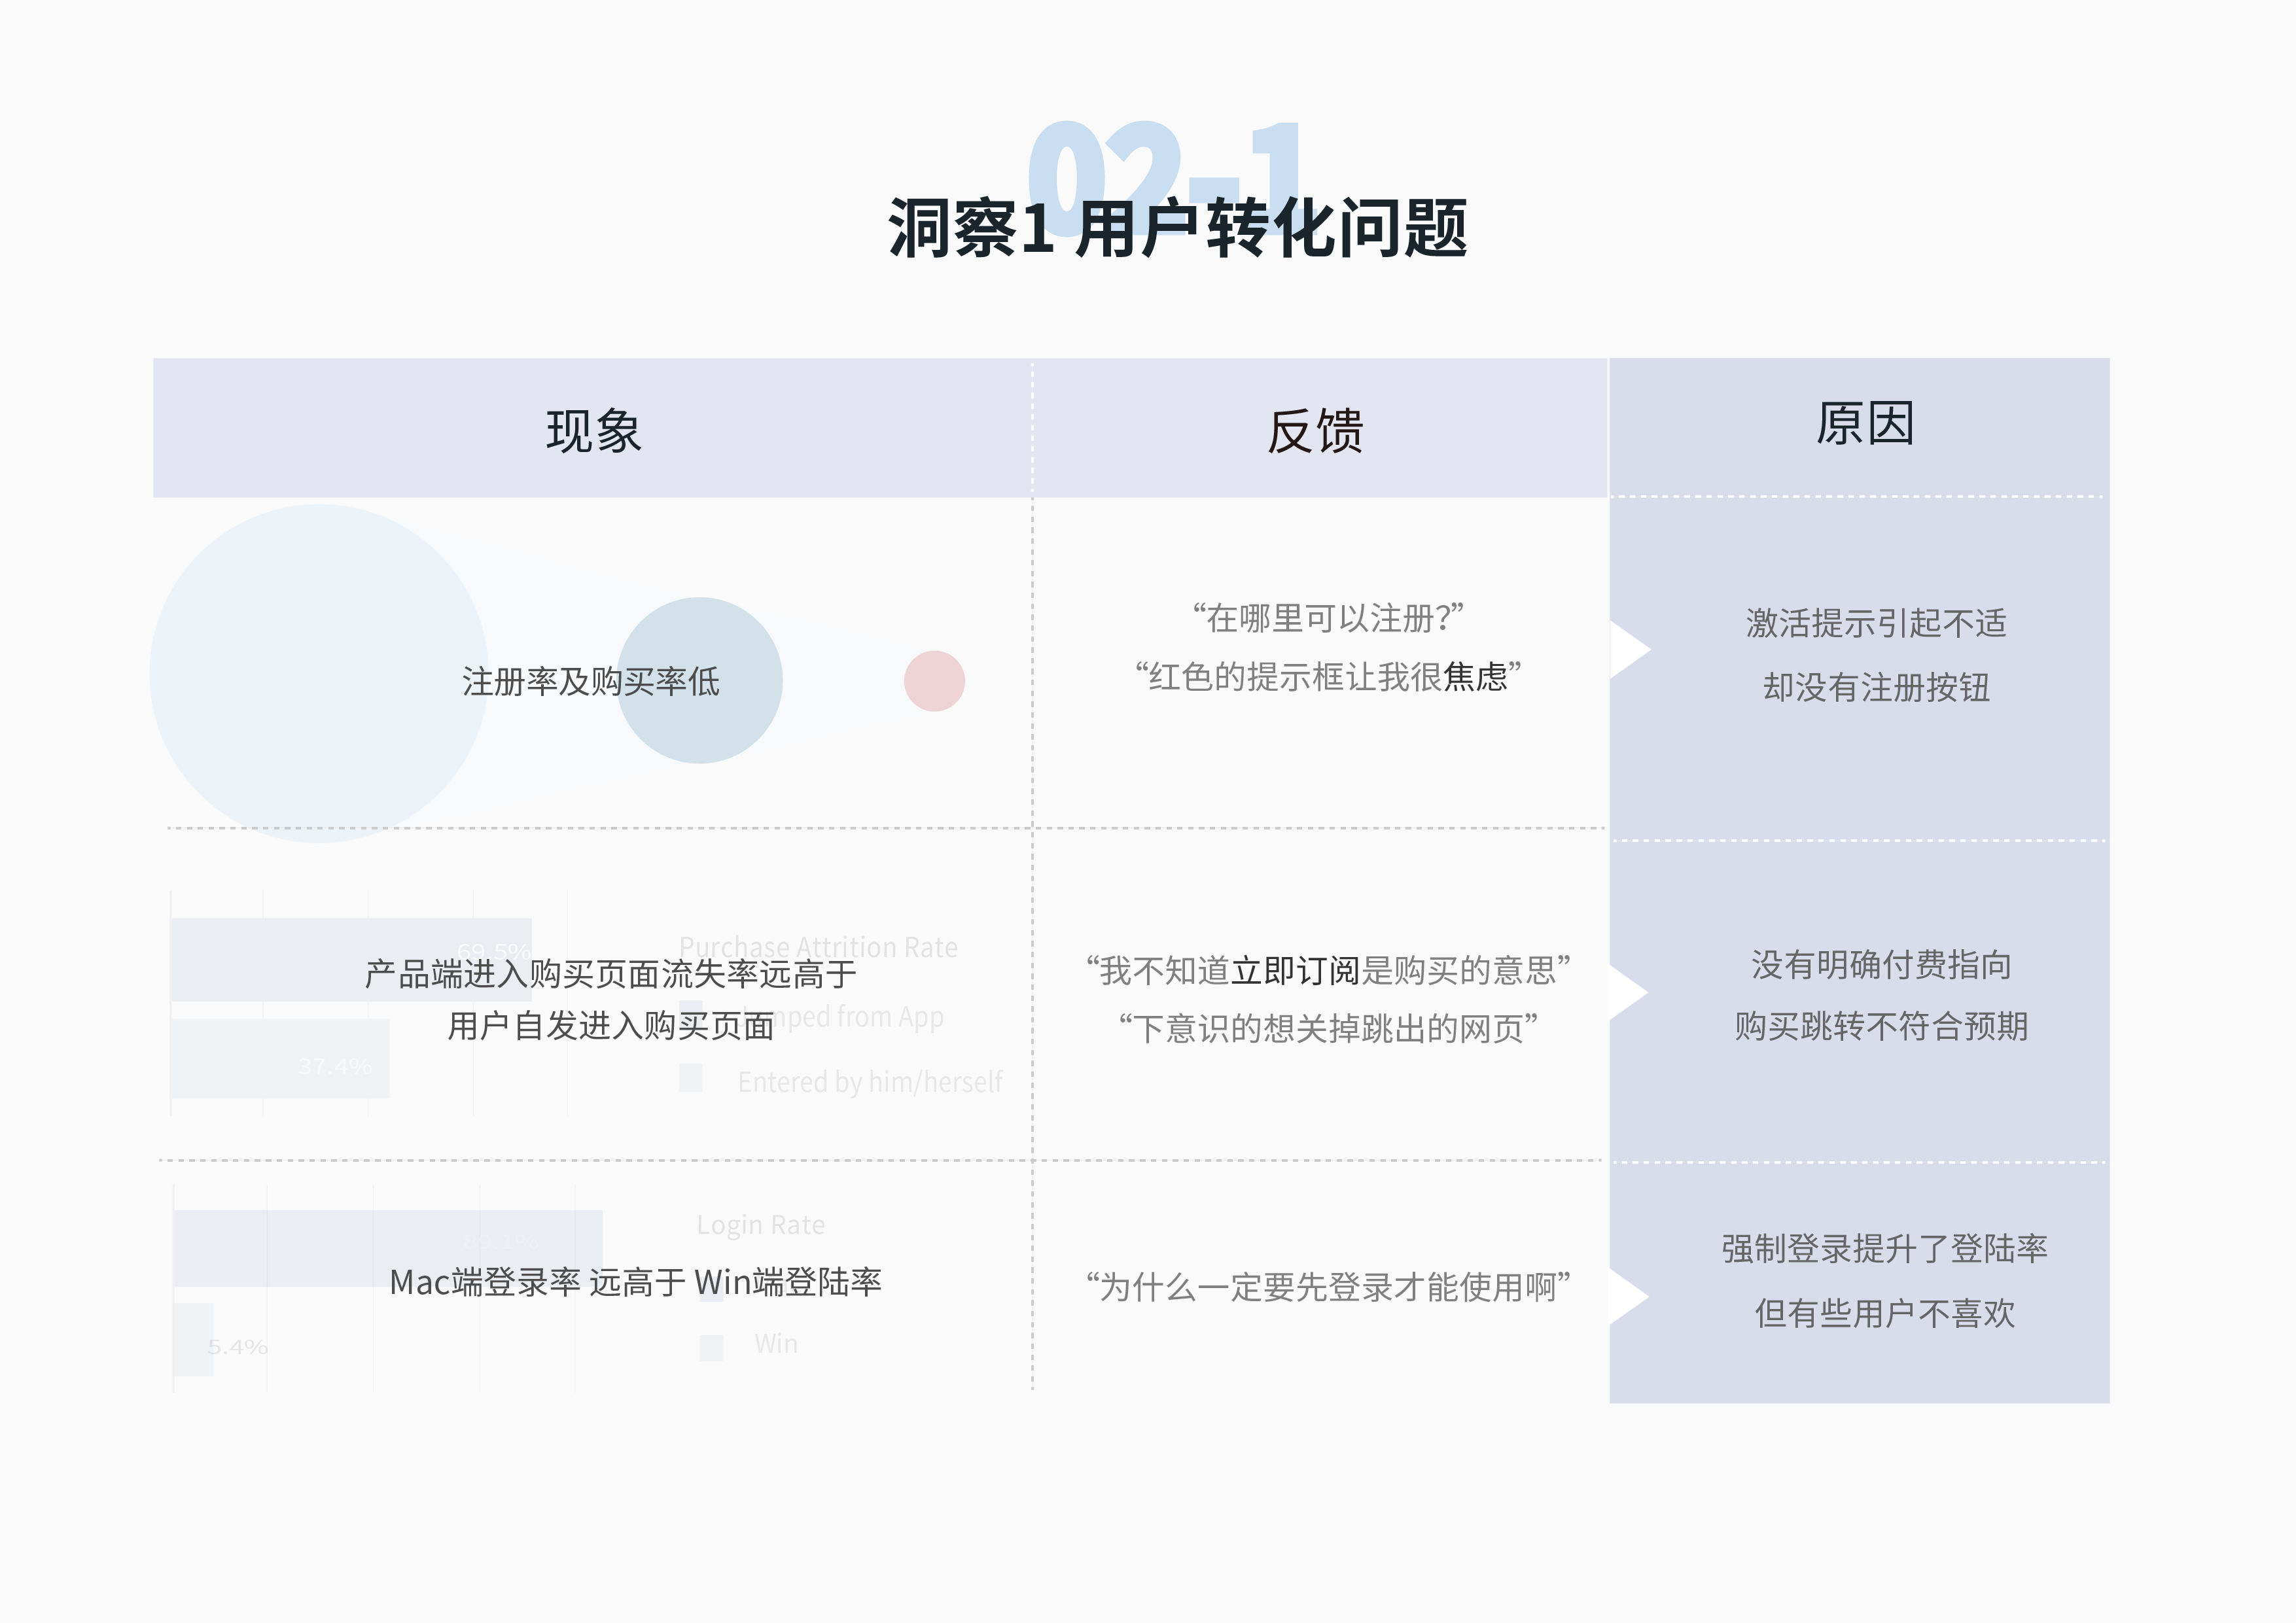 02-1
洞察1 用户转化问题
现象
反馈
原因
注册率及购买率低
“在哪里可以注册?”
“红色的提示框让我很焦虑”
激活提示引起不适
却没有注册按钮
69.5%
37.4%
Purchase Attrition Rate
Jumped from App
Entered by him/herself
产品端进入购买页面流失率远高于
用户自发进入购买页面
“我不知道立即订阅是购买的意思”
“下意识的想关掉跳出的网页”
没有明确付费指向
购买跳转不符合预期
5.4%
Login Rate
Win
Mac端登录率 远高于 Win端登陆率
“为什么一定要先登录才能使用啊”
强制登录提升了登陆率
但有些用户不喜欢